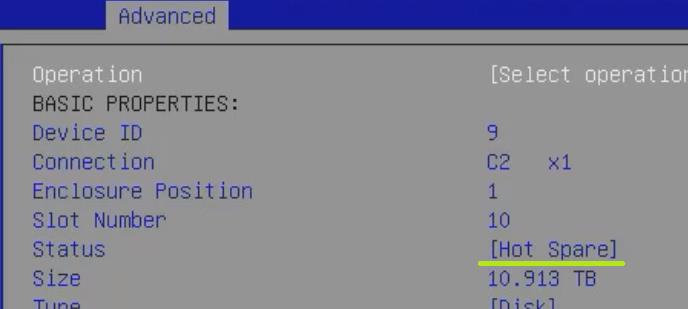 Advanced
Operation [Select operation
BASIC PROPERTIES:
Device ID 9
Connection C2 x1
Enclosure Position 1
Slot Number 10
Status [Hot Spare]
Size 10.913 TB
Type [Disk]